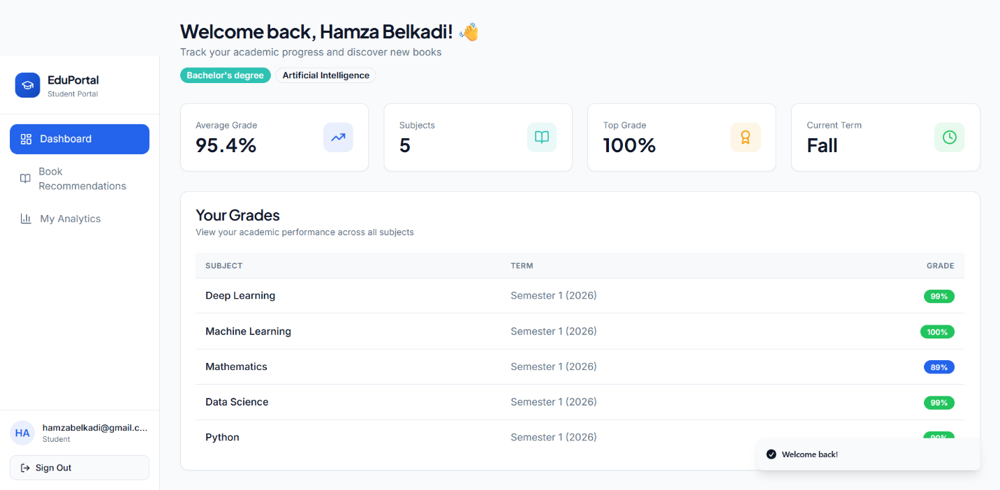 Welcome back, Hamza Belkadi! 👋
Track your academic progress and discover new books
Bachelor's degree
Artificial Intelligence
EduPortal
Student Portal
Dashboard
Book
Recommendations
My Analytics
HA
hamzabelkadi@gmail.c...
Student
Sign Out
Average Grade
95.4%
Subjects
5
Top Grade
100%
Current Term
Fall
Your Grades
View your academic performance across all subjects
SUBJECT TERM GRADE
Deep Learning Semester 1 (2026) 99%
Machine Learning Semester 1 (2026) 100%
Mathematics Semester 1 (2026) 89%
Data Science Semester 1 (2026) 99%
Python Semester 1 (2026)
Welcome back!